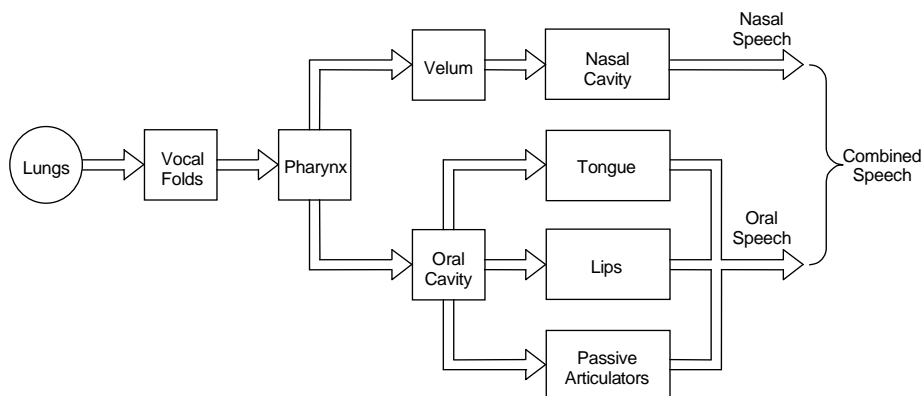 Lungs
Vocal
Folds
Pharynx
Velum
Nasal
Cavity
Nasal
Speech
Oral
Cavity
Tongue
Lips
Passive
Articulators
Oral
Speech
Combined
Speech